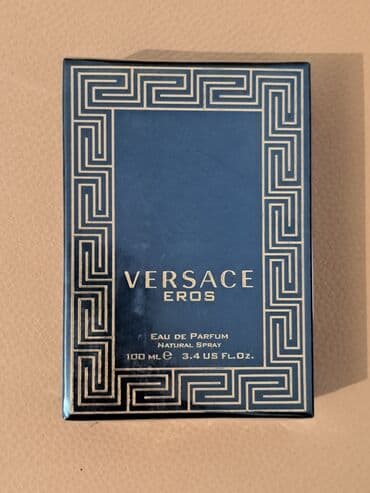 VERSACE
EROS
EAU DE PARFUM
NATURAL SPRAY
100 ML ℮ 3.4 US FL.OZ.